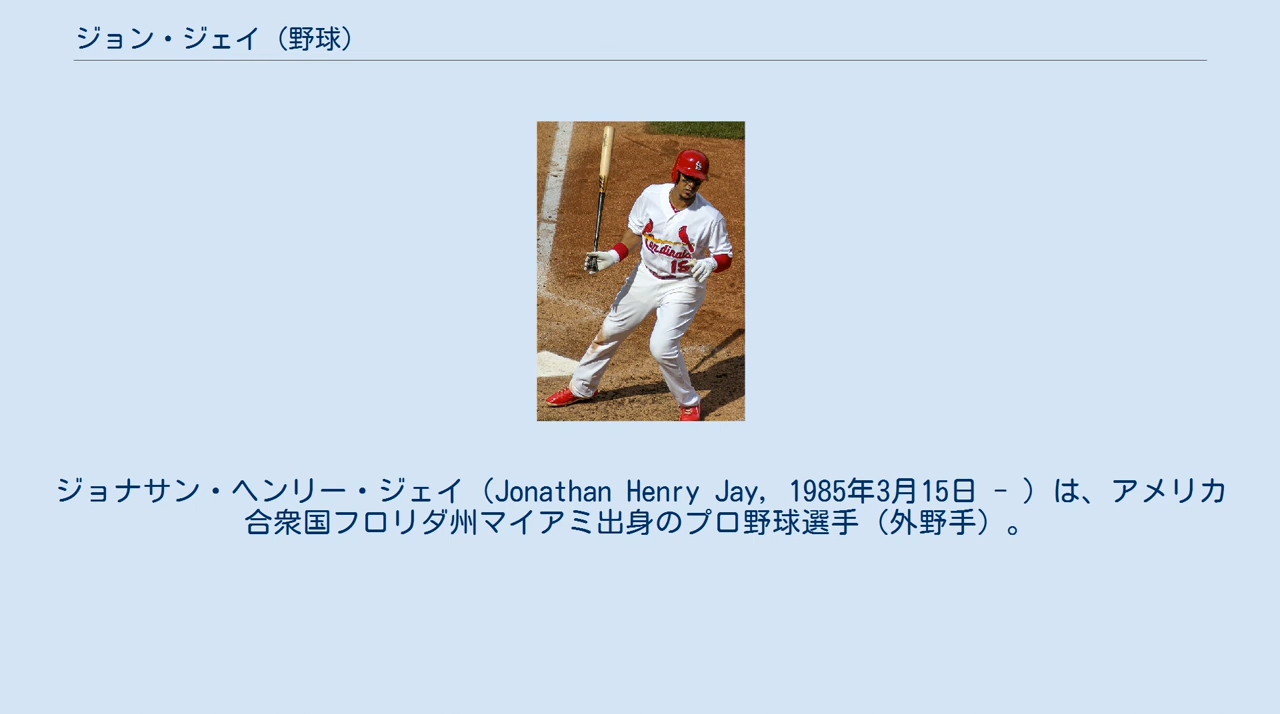 ジョン・ジェイ（野球）
Cardinals
15
ジョナサン・ヘンリー・ジェイ（Jonathan Henry Jay, 1985年3月15日 - ）は、アメリカ
合衆国フロリダ州マイアミ出身のプロ野球選手（外野手）。